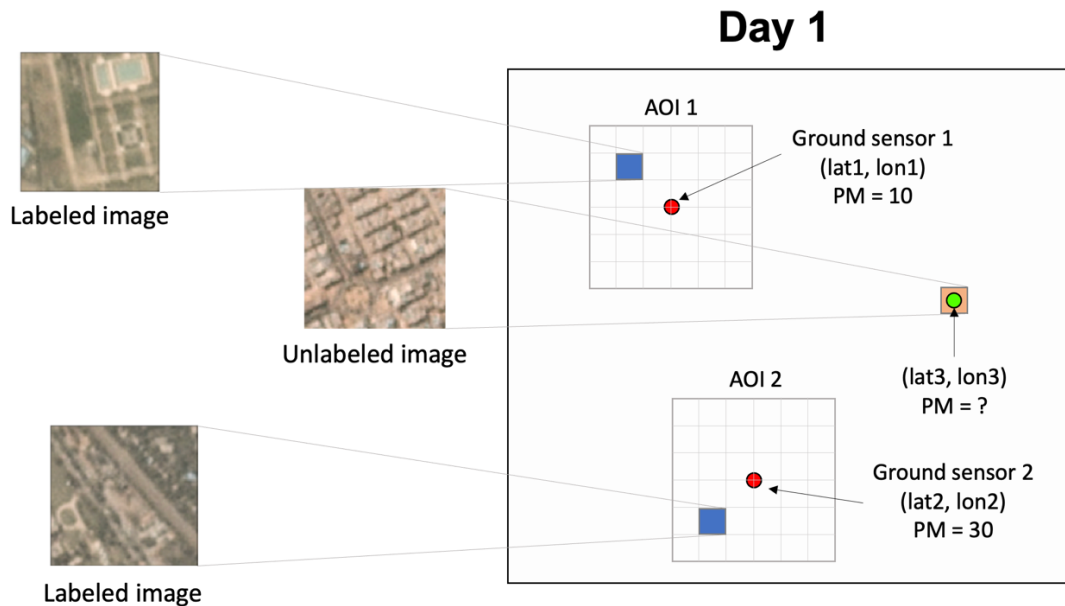 Day 1
AOI 1
Ground sensor 1
(lat1, lon1)
PM = 10
Labeled image
Unlabeled image
(lat3, lon3)
PM = ?
AOI 2
Ground sensor 2
(lat2, lon2)
PM = 30
Labeled image